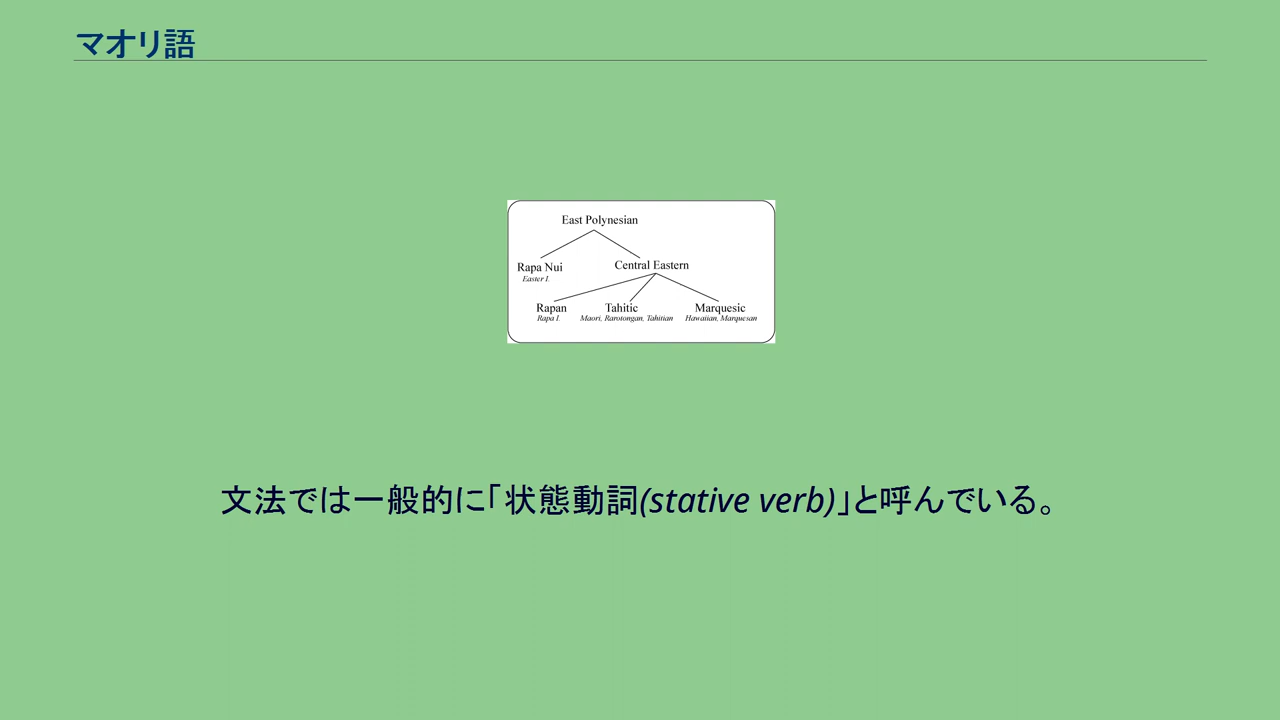 マオリ語
East Polynesian
Rapa Nui
Easter I.
Central Eastern
Rapan
Rapa I.
Tahitic
Maori, Rarotongan, Tahitian
Marquesic
Hawaiian, Marquesan
文法では一般的に「状態動詞(stative verb)」と呼んでいる。